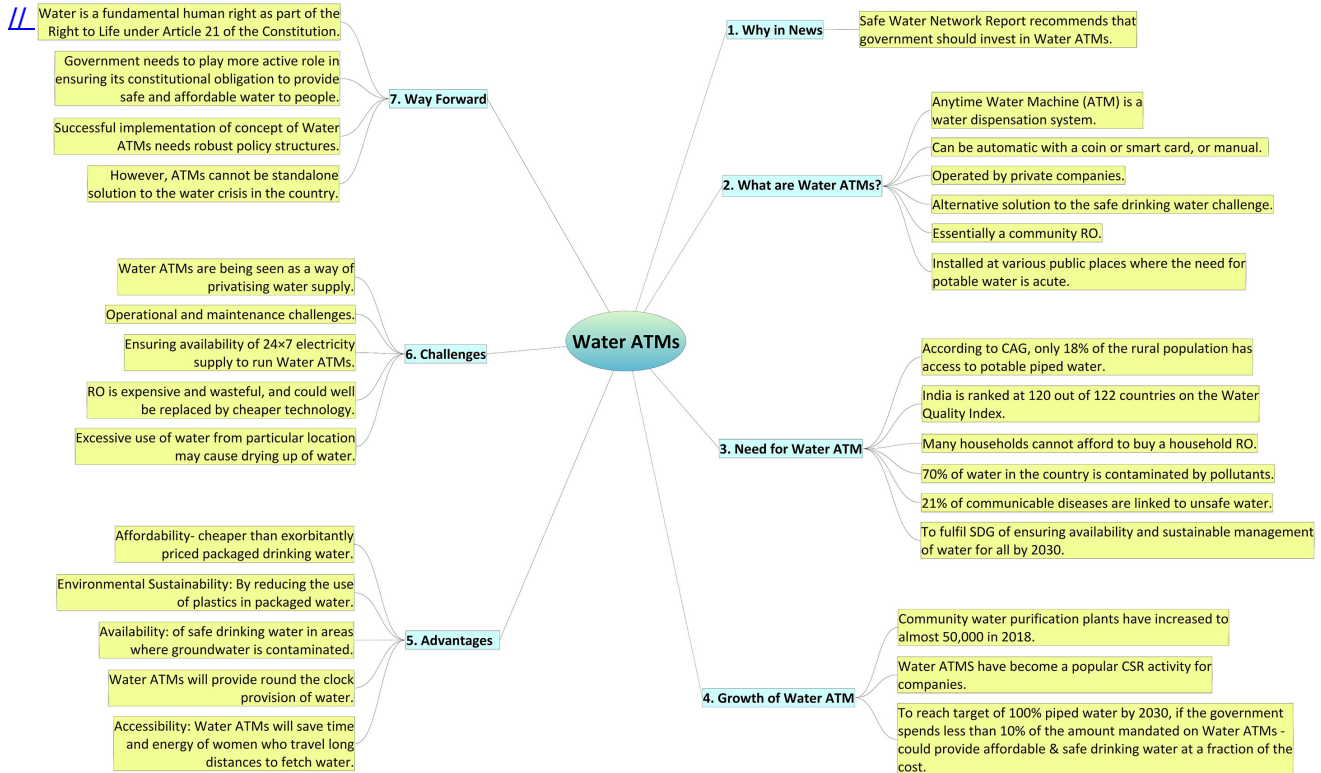 //
Water ATMs
1. Why in News
Safe Water Network Report recommends that
government should invest in Water ATMs.
2. What are Water ATMs?
Anytime Water Machine (ATM) is a
water dispensation system.
Can be automatic with a coin or smart card, or manual.
Operated by private companies.
Alternative solution to the safe drinking water challenge.
Essentially a community RO.
Installed at various public places where the need for
potable water is acute.
3. Need for Water ATM
According to CAG, only 18% of the rural population has
access to potable piped water.
India is ranked at 120 out of 122 countries on the Water
Quality Index.
Many households cannot afford to buy a household RO.
70% of water in the country is contaminated by pollutants.
21% of communicable diseases are linked to unsafe water.
To fulfil SDG of ensuring availability and sustainable management
of water for all by 2030.
4. Growth of Water ATM
Community water purification plants have increased to
almost 50,000 in 2018.
Water ATMS have become a popular CSR activity for
companies.
To reach target of 100% piped water by 2030, if the government
spends less than 10% of the amount mandated on Water ATMs -
could provide affordable & safe drinking water at a fraction of the
cost.
5. Advantages
Affordability- cheaper than exorbitantly
priced packaged drinking water.
Environmental Sustainability: By reducing the use
of plastics in packaged water.
Availability: of safe drinking water in areas
where groundwater is contaminated.
Water ATMs will provide round the clock
provision of water.
Accessibility: Water ATMs will save time
and energy of women who travel long
distances to fetch water.
6. Challenges
Water ATMs are being seen as a way of
privatising water supply.
Operational and maintenance challenges.
Ensuring availability of 24×7 electricity
supply to run Water ATMs.
RO is expensive and wasteful, and could well
be replaced by cheaper technology.
Excessive use of water from particular location
may cause drying up of water.
7. Way Forward
Water is a fundamental human right as part of the
Right to Life under Article 21 of the Constitution.
Government needs to play more active role in
ensuring its constitutional obligation to provide
safe and affordable water to people.
Successful implementation of concept of Water
ATMs needs robust policy structures.
However, ATMs cannot be standalone
solution to the water crisis in the country.